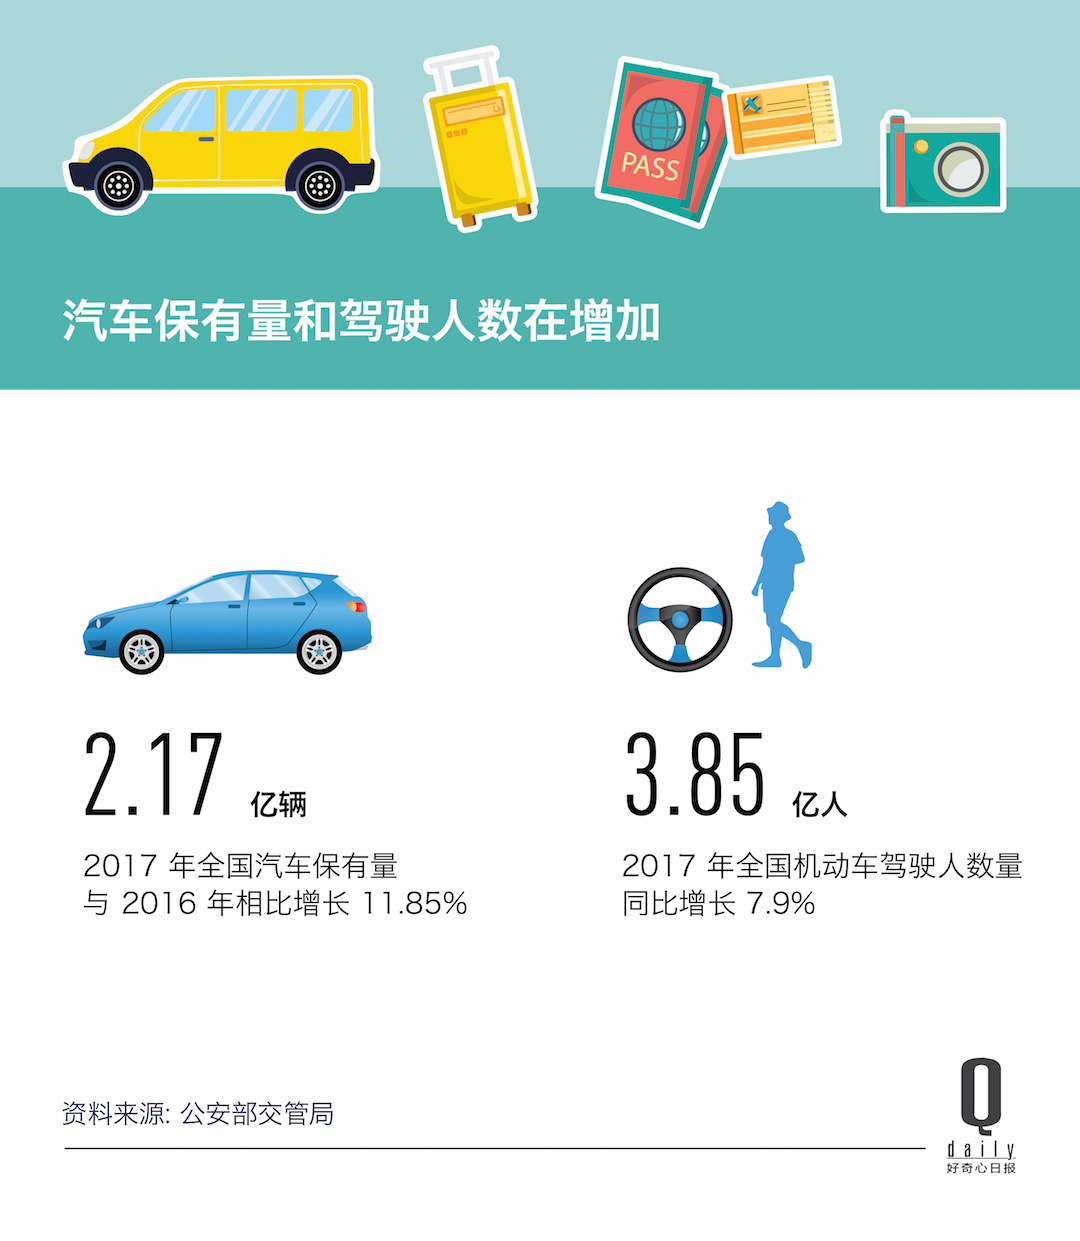 PASS
汽车保有量和驾驶人数在增加
2.17 亿辆
2017 年全国汽车保有量
与 2016 年相比增长 11.85%
3.85 亿人
2017 年全国机动车驾驶人数量
同比增长 7.9%
资料来源: 公安部交管局
Q
daily
好奇心日报